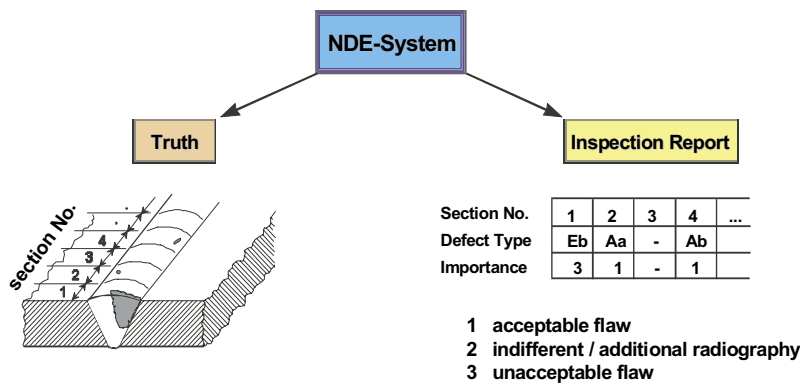 NDE-System
Truth
Inspection Report
section No.
1
2
3
4
Section No. 1 2 3 4 ...
Defect Type Eb Aa - Ab
Importance 3 1 - 1
1 acceptable flaw
2 indifferent / additional radiography
3 unacceptable flaw